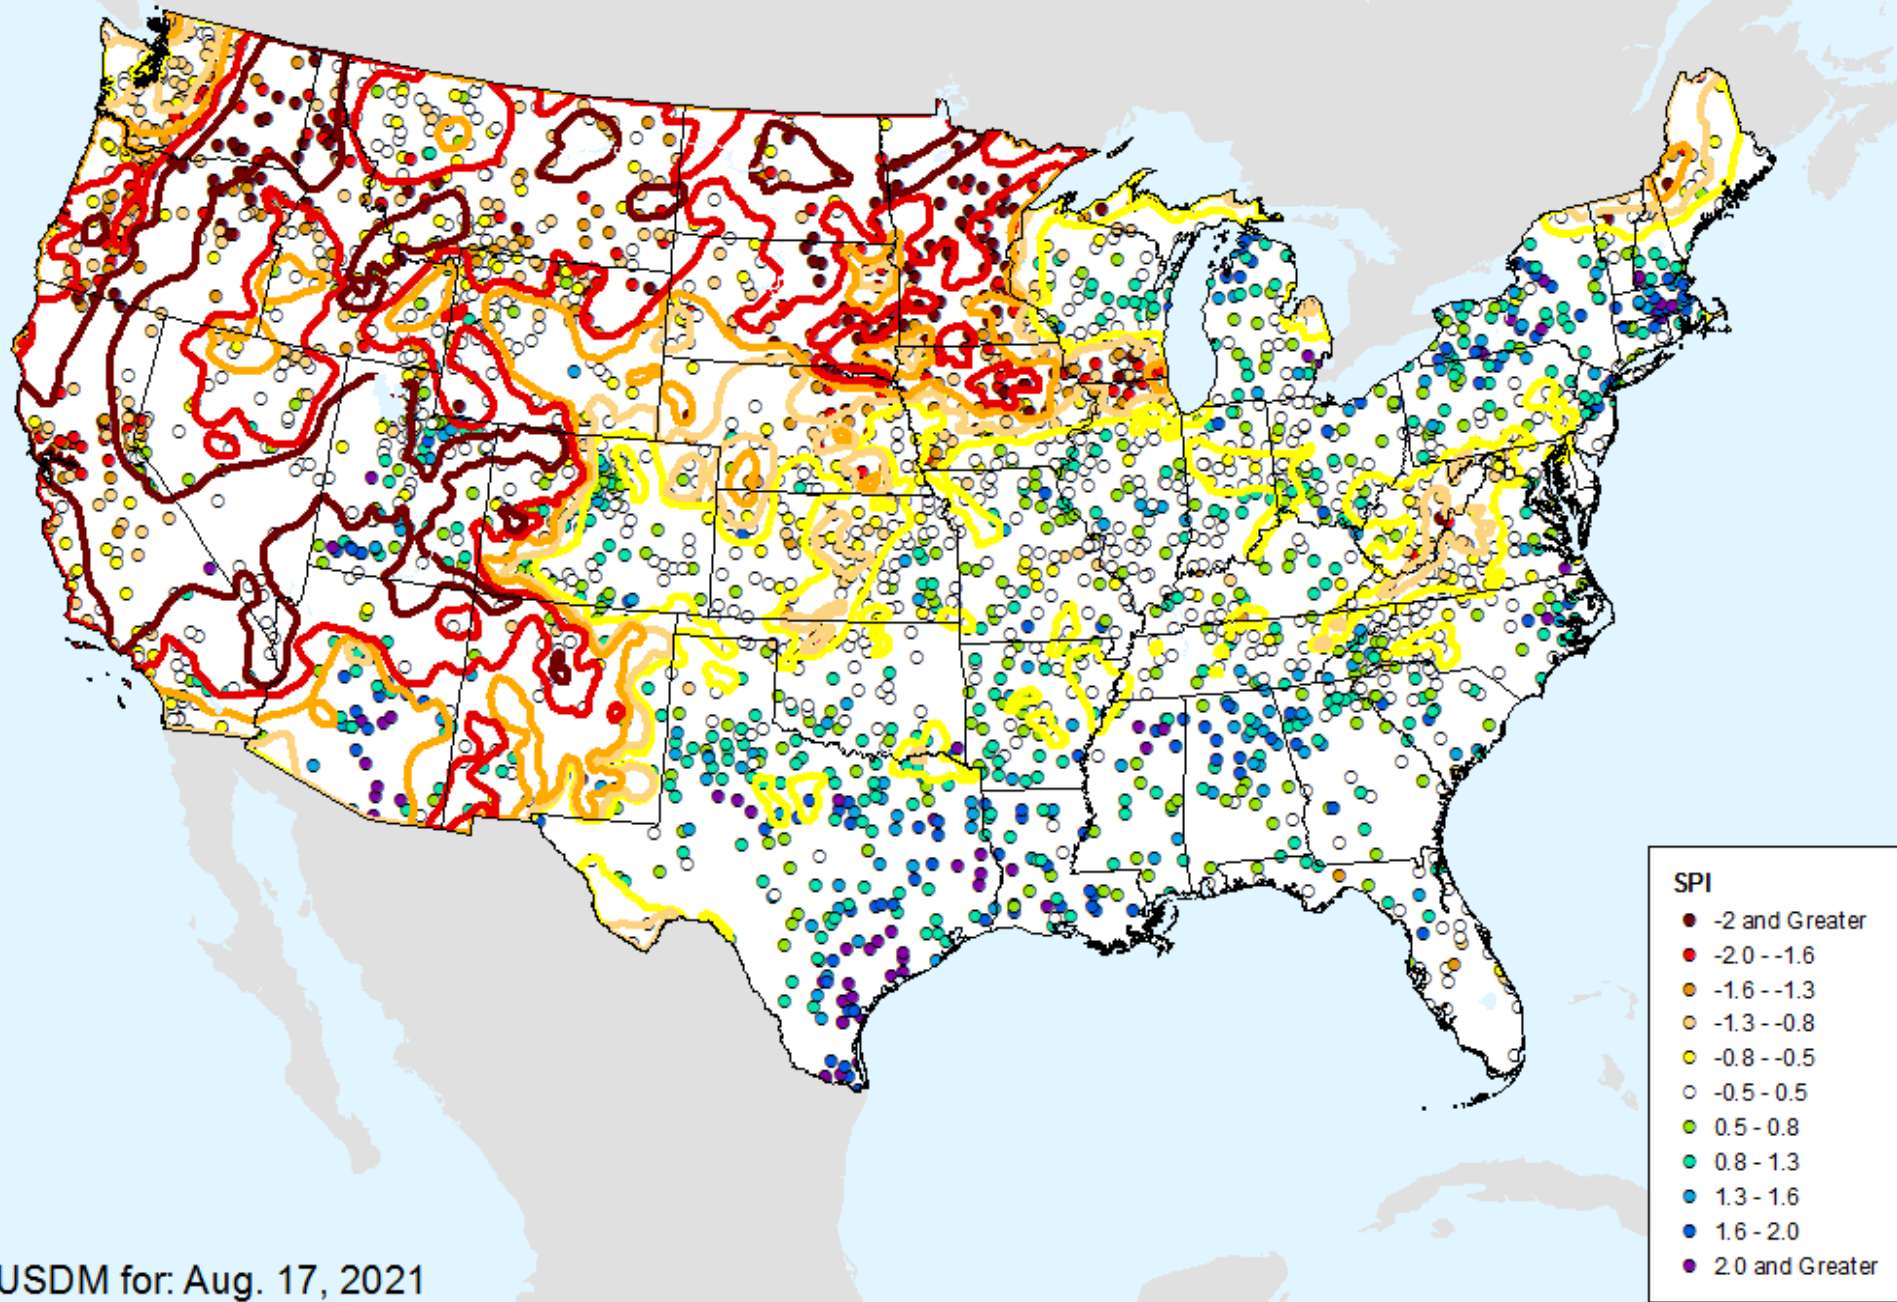 SPI
-2 and Greater
-2.0 - -1.6
-1.6 - -1.3
-1.3 - -0.8
-0.8 - -0.5
-0.5 - 0.5
0.5 - 0.8
0.8 - 1.3
1.3 - 1.6
1.6 - 2.0
2.0 and Greater
USDM for: Aug. 17, 2021